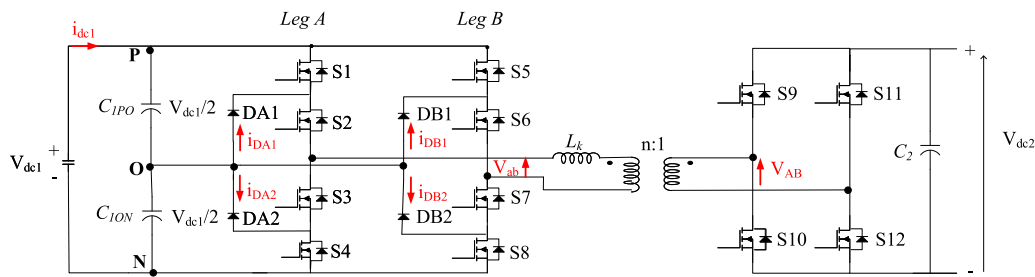 Leg A
Leg B
i_dc1
P
S1
S5
S9
S11
+
C_1PO
V_dc1/2
DA1
DB1
S2
S6
i_DA1
i_DB1
L_k
n:1
V_dc1
+
-
O
V_ab
V_AB
C_2
V_dc2
i_DA2
i_DB2
S3
S7
C_1ON
V_dc1/2
DA2
DB2
S4
S8
S10
S12
N
-